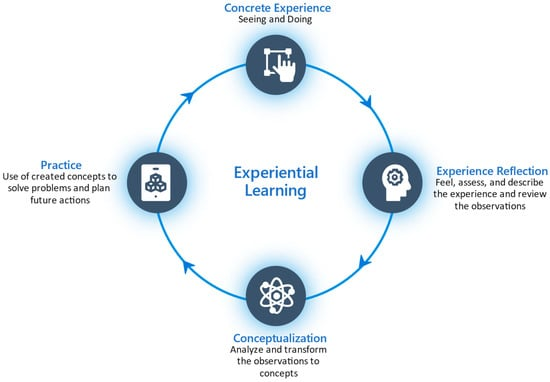 Concrete Experience
Seeing and Doing
Practice
Use of created concepts to
solve problems and plan
future actions
Experiential
Learning
Experience Reflection
Feel, assess, and describe
the experience and review
the observations
Conceptualization
Analyze and transform
the observations to
concepts